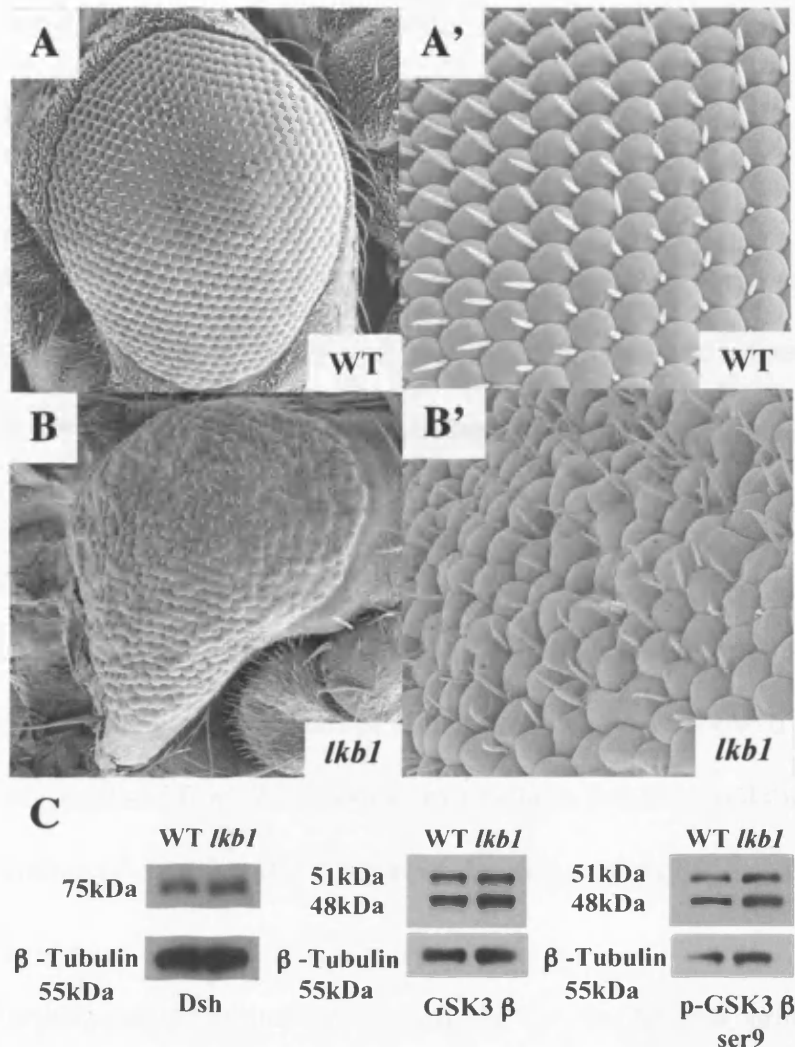 A
A'
WT
WT
B
B'
lkb1
lkb1
C
WT lkb1
WT lkb1
WT lkb1
75kDa
51kDa
48kDa
51kDa
48kDa
β -Tubulin
55kDa
β -Tubulin
55kDa
β -Tubulin
55kDa
Dsh
GSK3 β
p-GSK3 β
ser9